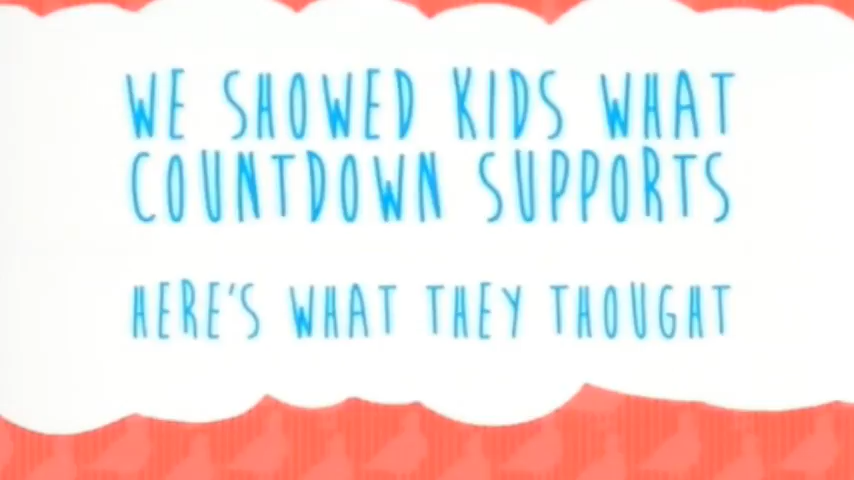 WE SHOWED KIDS WHAT
COUNTDOWN SUPPORTS
HERE'S WHAT THEY THOUGHT